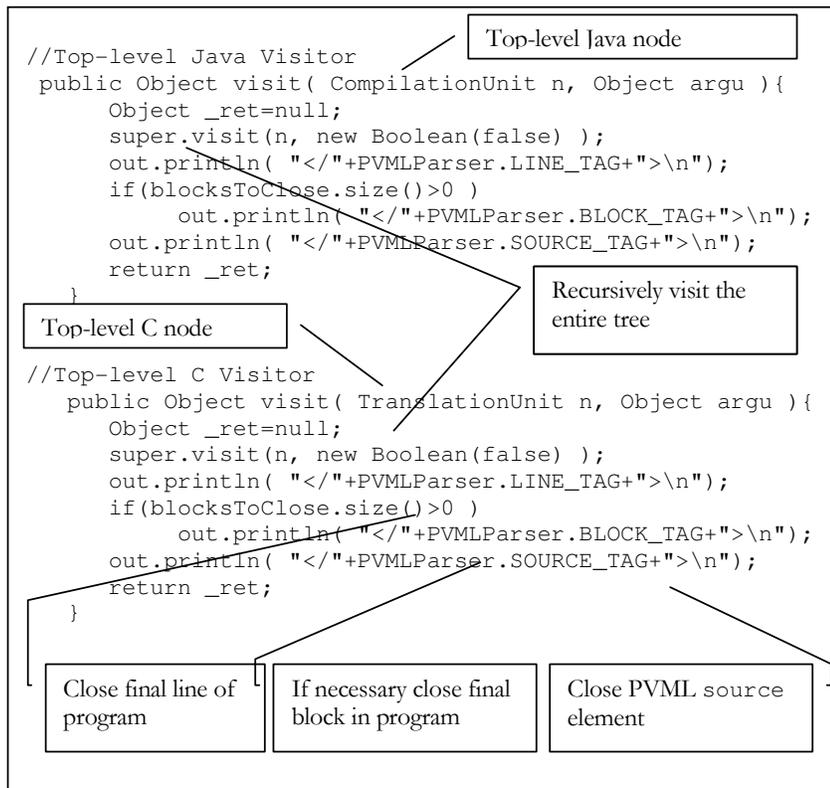 Top-level Java node
//Top-level Java Visitor
public Object visit( CompilationUnit n, Object argu ){
Object _ret=null;
super.visit(n, new Boolean(false) );
out.println( "</"+PVMLParser.LINE_TAG+">\n");
if(blocksToClose.size()>0 )
out.println( "</"+PVMLParser.BLOCK_TAG+">\n");
out.println( "</"+PVMLParser.SOURCE_TAG+">\n");
return _ret;
}
Recursively visit the
entire tree
Top-level C node
//Top-level C Visitor
public Object visit( TranslationUnit n, Object argu ){
Object _ret=null;
super.visit(n, new Boolean(false) );
out.println( "</"+PVMLParser.LINE_TAG+">\n");
if(blocksToClose.size()>0 )
out.println( "</"+PVMLParser.BLOCK_TAG+">\n");
out.println( "</"+PVMLParser.SOURCE_TAG+">\n");
return _ret;
}
Close final line of
program
If necessary close final
block in program
Close PVML source
element